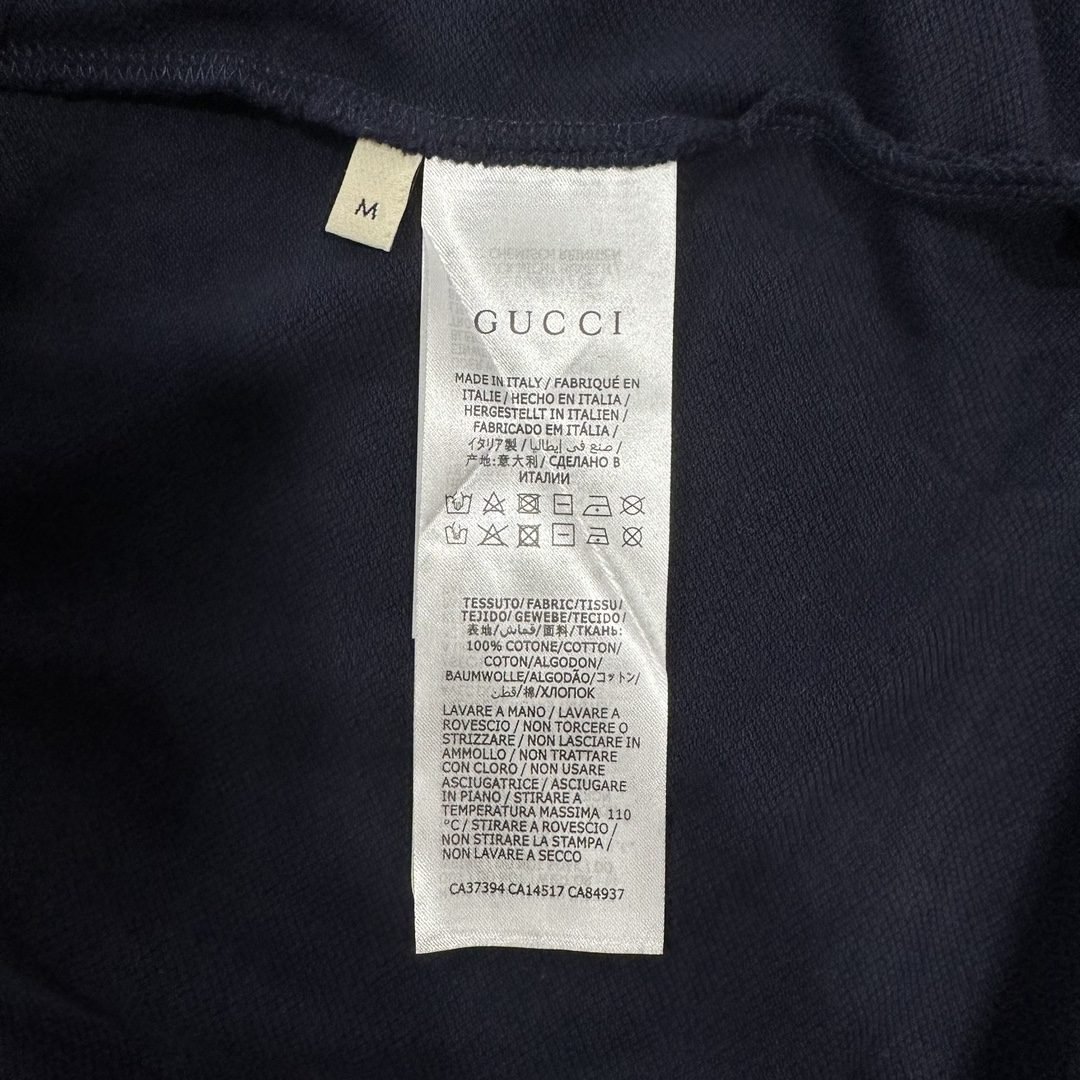 M
GUCCI
MADE IN ITALY / FABRIQUÉ EN
ITALIE / HECHO EN ITALIA /
HERGESTELLT IN ITALIEN /
FABRICADO EM ITÁLIA /
イタリア製 / صنع في إيطاليا /
产地:意大利 / СДЕЛАНО В
ИТАЛИИ
TESSUTO/FABRIC/TISSU/
TEJIDO/GEWEBE/TECIDO/
表地/قماش/面料/ТКАНЬ:
100% COTONE/COTTON/
COTON/ALGODON/
BAUMWOLLE/ALGODÃO/コットン/
قطن/棉/ХЛОПОК
LAVARE A MANO / LAVARE A
ROVESCIO / NON TORCERE O
STRIZZARE / NON LASCIARE IN
AMMOLLO / NON TRATTARE
CON CLORO / NON USARE
ASCIUGATRICE / ASCIUGARE
IN PIANO / STIRARE A
TEMPERATURA MASSIMA 110
°C / STIRARE A ROVESCIO /
NON STIRARE LA STAMPA /
NON LAVARE A SECCO
CA37394 CA14517 CA84937